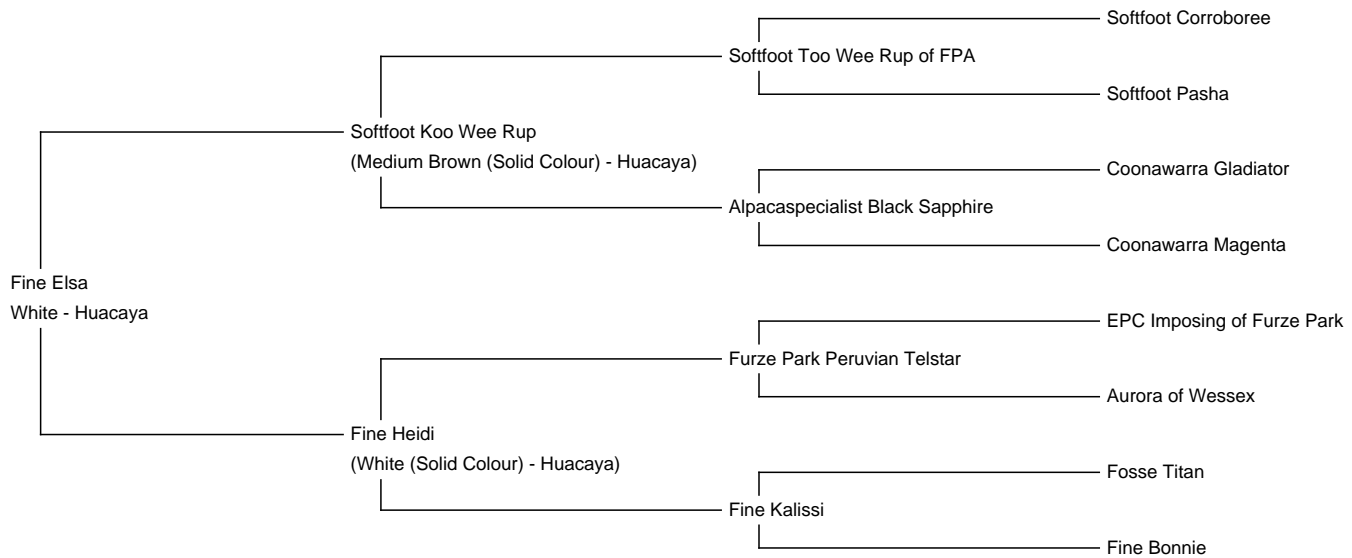 Softfoot Corroboree
Softfoot Too Wee Rup of FPA
Softfoot Pasha
Softfoot Koo Wee Rup
(Medium Brown (Solid Colour) - Huacaya)
Coonawarra Gladiator
Alpacaspecialist Black Sapphire
Coonawarra Magenta
Fine Elsa
White - Huacaya
EPC Imposing of Furze Park
Furze Park Peruvian Telstar
Aurora of Wessex
Fine Heidi
(White (Solid Colour) - Huacaya)
Fosse Titan
Fine Kalissi
Fine Bonnie